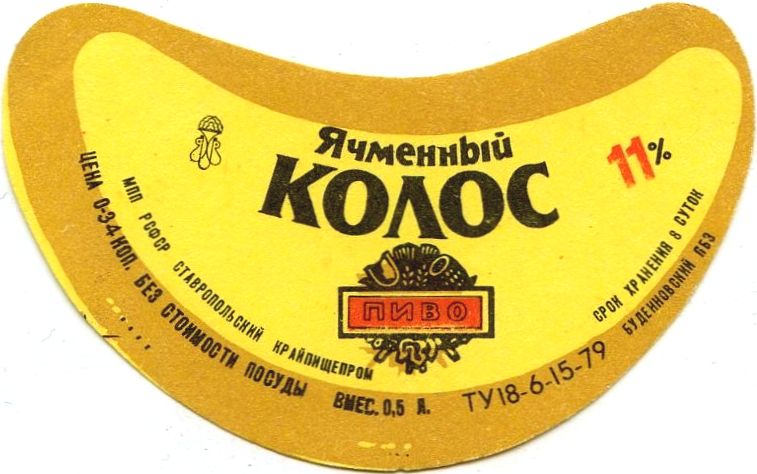 Ячменный
КОЛОС
11%
ПИВО
МПП РСФСР СТАВРОПОЛЬСКИЙ КРАЙПИЩЕПРОМ
СРОК ХРАНЕНИЯ 8 СУТОК
БУДЕННОВСКИЙ ПБЗ
ЦЕНА 0-34 КОП. БЕЗ СТОИМОСТИ ПОСУДЫ ВМЕС. 0,5 Л. ТУ18-6-15-79